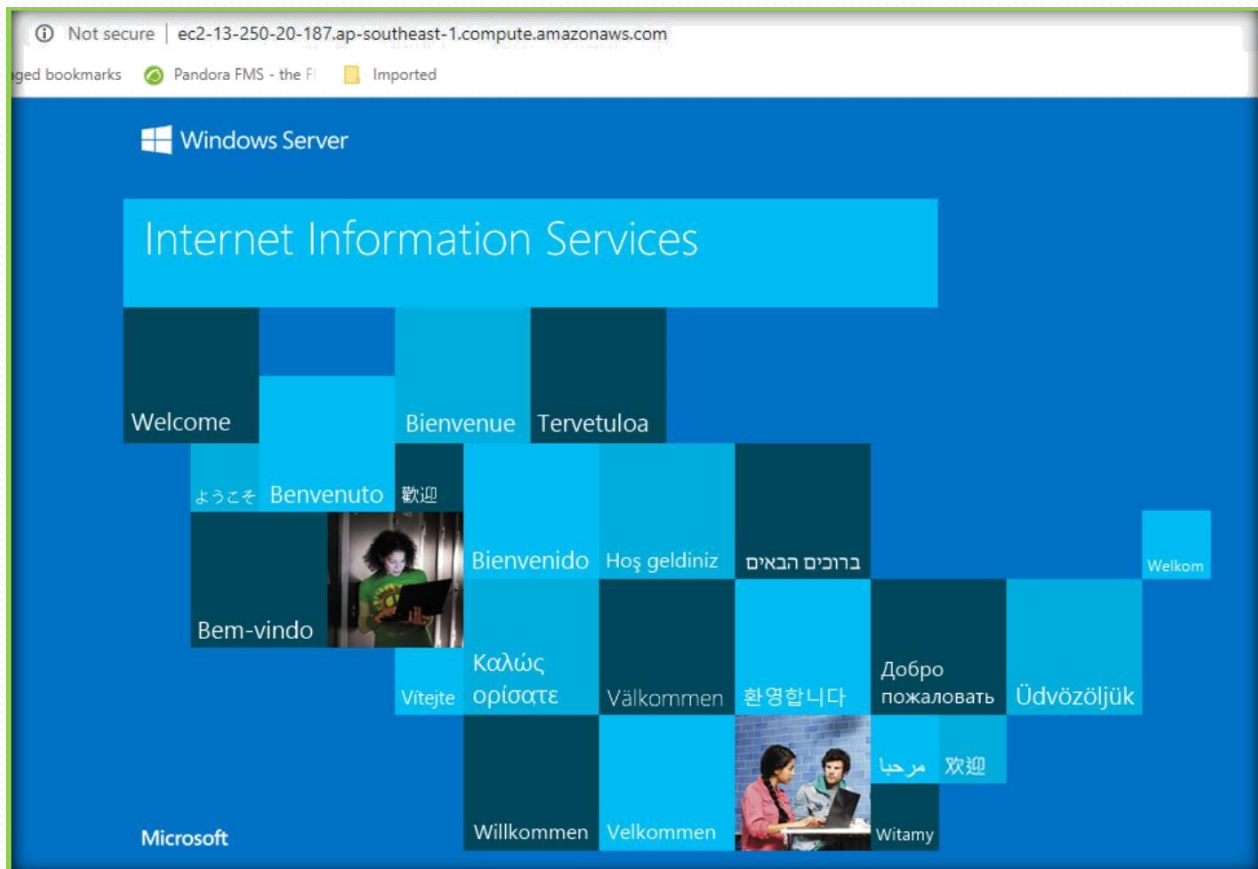 Not secure | ec2-13-250-20-187.ap-southeast-1.compute.amazonaws.com
bookmarks Pandora FMS - the Imported
Windows Server
Internet Information Services
Welcome
Bienvenue
Tervetuloa
ようこそ
Benvenuto
歡迎
Bienvenido
Hoş geldiniz
ברוכים הבאים
Welkom
Bem-vindo
Vítejte
Καλώς
ορίσατε
Välkommen
환영합니다
Добро
пожаловать
Üdvözöljük
Willkommen
Velkommen
مرحبا
欢迎
Witamy
Microsoft